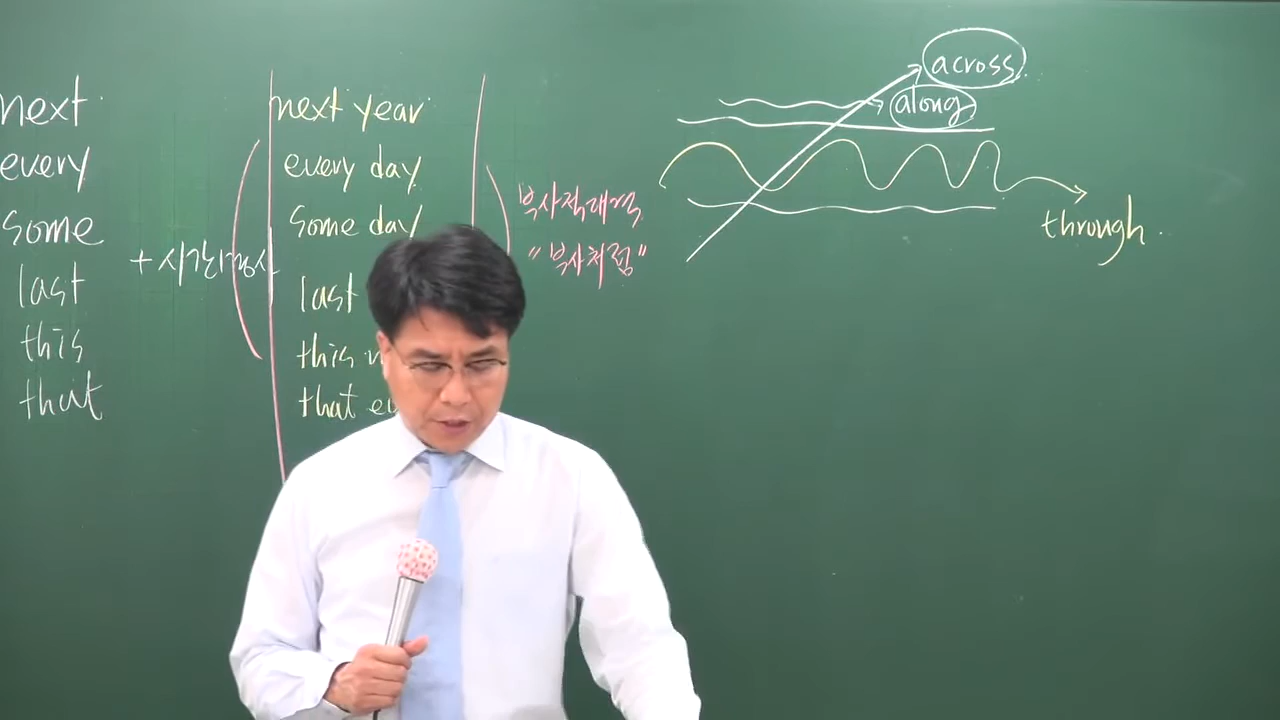 next
every
some
last
this
that
+ 시간명사
next year
every day
some day
last
this
that
부사적대격
"부사처럼"
across
along
through